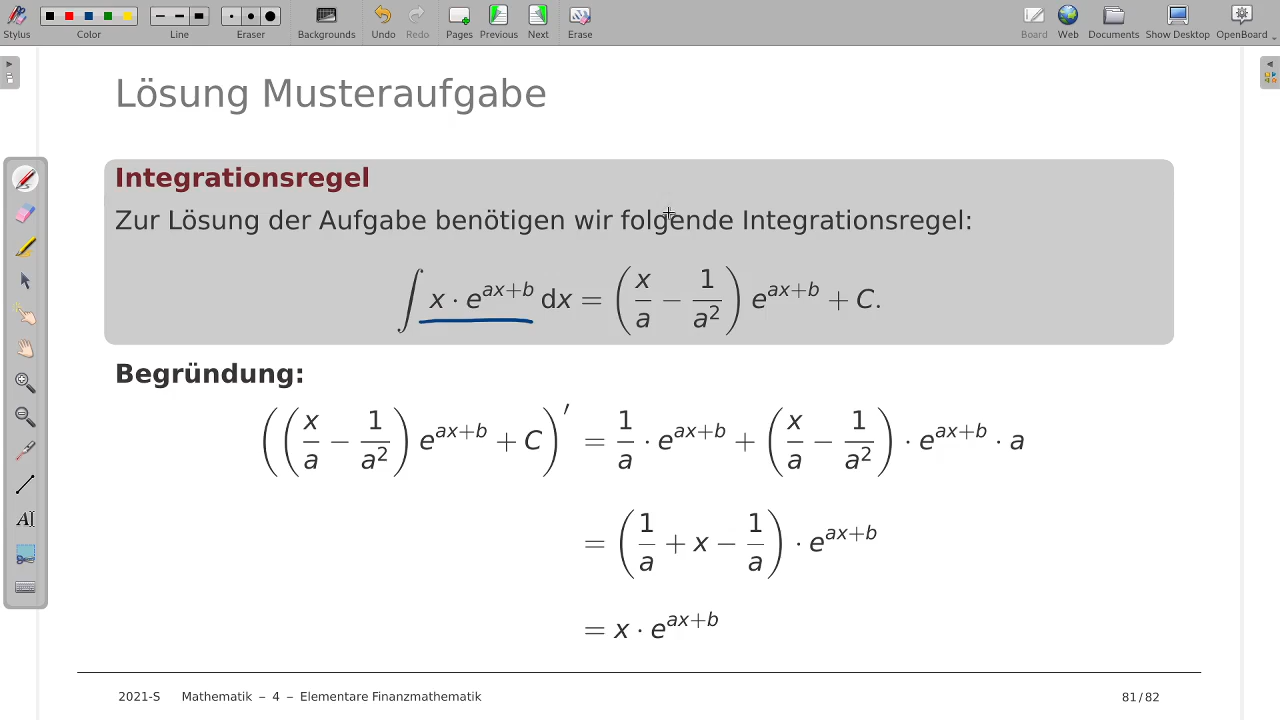 Stylus Color Line Eraser Backgrounds Undo Redo Pages Previous Next Erase Board Web Documents Show Desktop OpenBoard
Lösung Musteraufgabe
Integrationsregel
Zur Lösung der Aufgabe benötigen wir folgende Integrationsregel:
∫ x · e^{ax+b} dx = (x/a − 1/a²) e^{ax+b} + C.
Begründung:
((x/a − 1/a²) e^{ax+b} + C)′ = 1/a · e^{ax+b} + (x/a − 1/a²) · e^{ax+b} · a
= (1/a + x − 1/a) · e^{ax+b}
= x · e^{ax+b}
2021-S Mathematik – 4 – Elementare Finanzmathematik 81/82